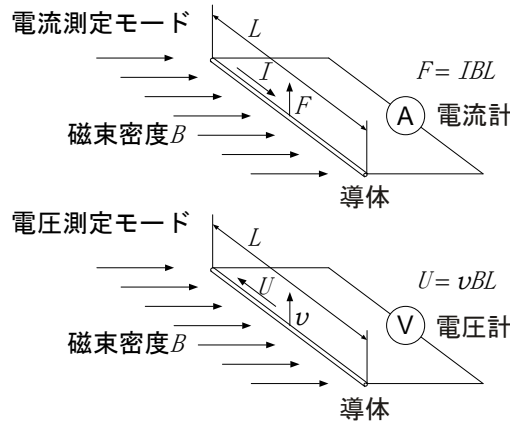 電流測定モード
L
I
F = IBL
F
A 電流計
磁束密度B
導体
電圧測定モード
L
U
U = vBL
v
V 電圧計
磁束密度B
導体